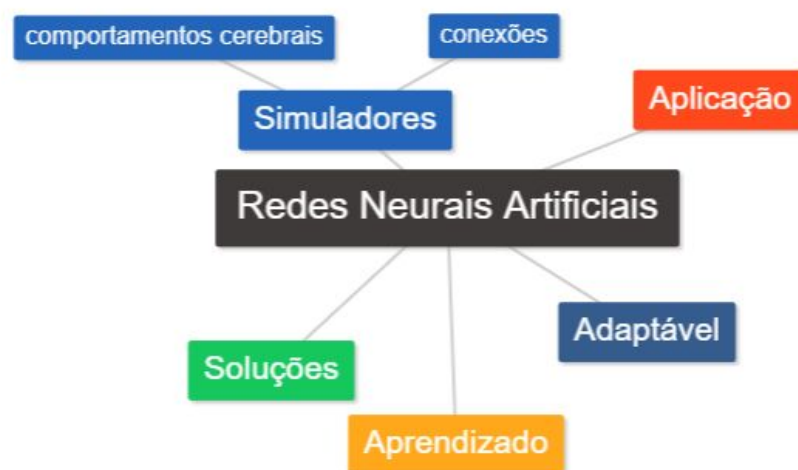 comportamentos cerebrais
conexões
Simuladores
Aplicação
Redes Neurais Artificiais
Adaptável
Soluções
Aprendizado